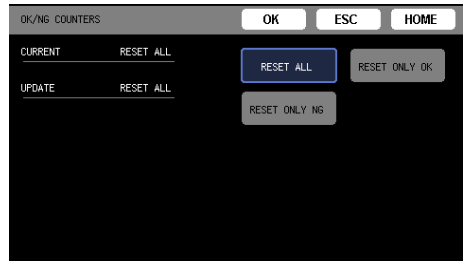 OK/NG COUNTERS OK ESC HOME
CURRENT RESET ALL
RESET ALL RESET ONLY OK
UPDATE RESET ALL
RESET ONLY NG